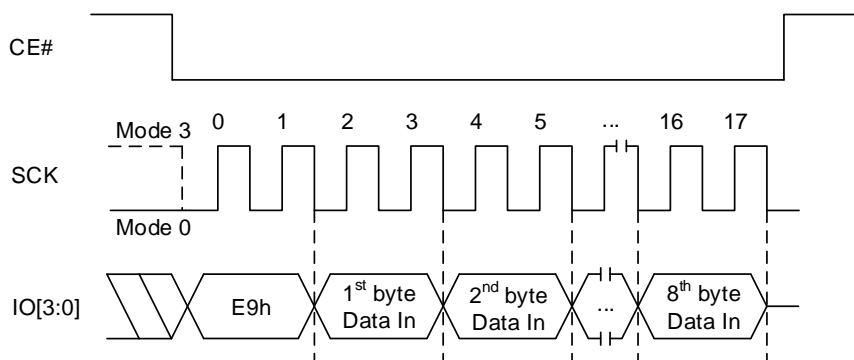 CE#
Mode 3
0 1 2 3 4 5 ... 16 17
SCK
Mode 0
IO[3:0]
E9h
1st byte
Data In
2nd byte
Data In
...
8th byte
Data In